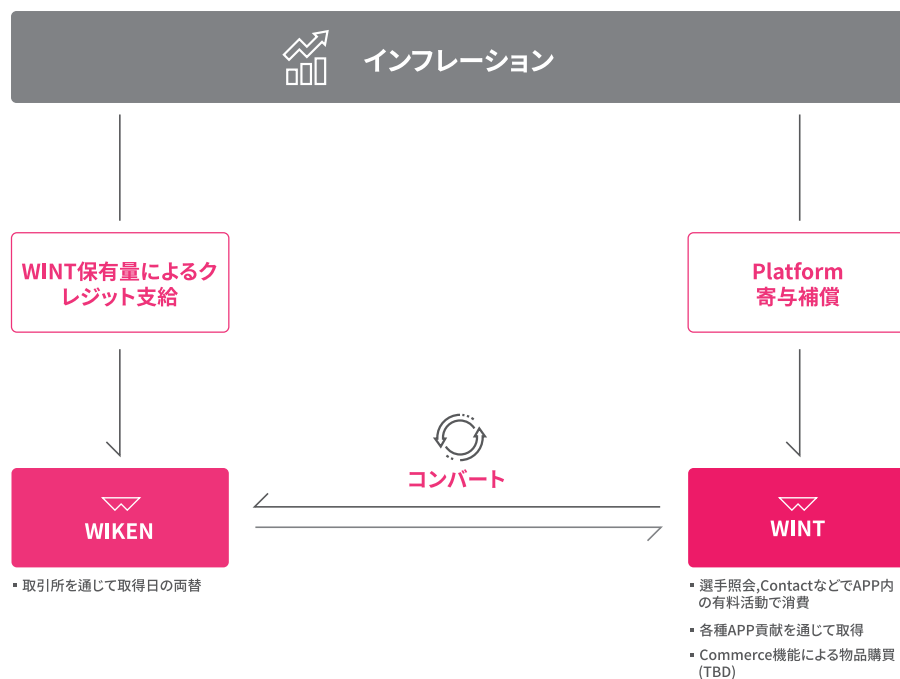 インフレーション
WINT保有量によるク
レジット支給
Platform
寄与補償
コンバート
WIKEN
WINT
▪ 取引所を通じて取得日の両替
▪ 選手照会,ContactなどでAPP内
の有料活動で消費
▪ 各種APP貢献を通じて取得
▪ Commerce機能による物品購買
(TBD)